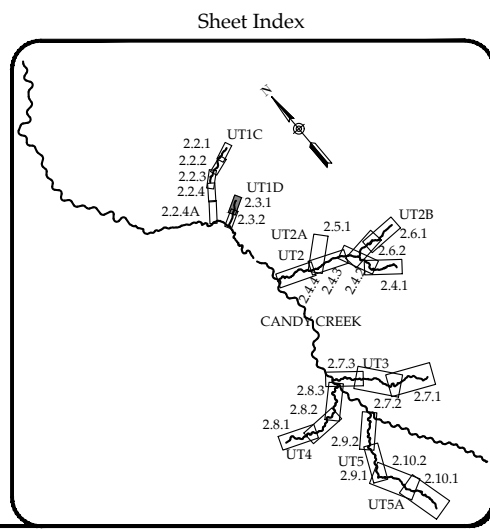 Sheet Index
N
UT1C
2.2.1
2.2.2
2.2.3
2.2.4
2.2.4A
UT1D
2.3.1
2.3.2
UT2A
2.5.1
UT2B
2.6.1
2.6.2
UT2
2.4.4
2.4.3
2.4.2
2.4.1
CANDY CREEK
2.7.3
UT3
2.7.2
2.7.1
2.8.3
2.8.2
2.8.1
UT4
2.9.2
UT5
2.9.1
2.10.2
2.10.1
UT5A